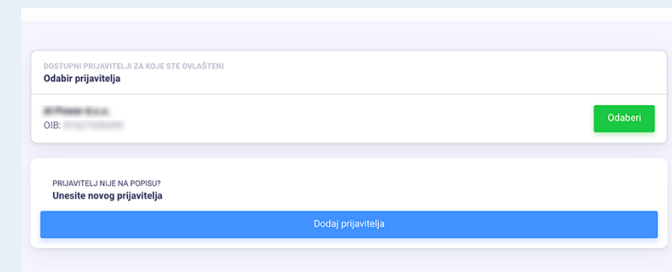 DOSTUPNI PRIJAVITELJI ZA KOJE STE OVLAŠTENI
Odabir prijavitelja
OIB:
Odaberi
PRIJAVITELJ NIJE NA POPISU?
Unesite novog prijavitelja
Dodaj prijavitelja